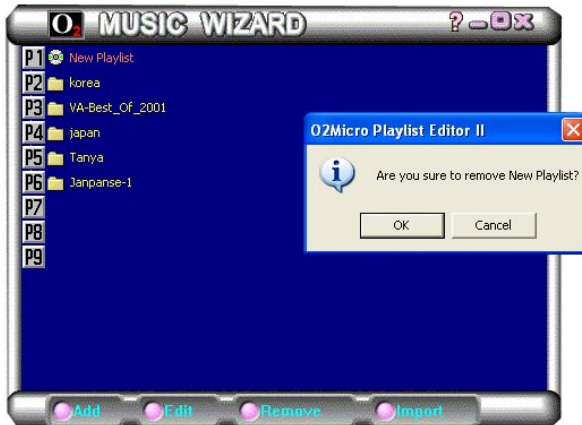 O2 MUSIC WIZARD ?
P1 New Playlist
P2 korea
P3 VA-Best_Of_2001
P4 japan
P5 Tanya
P6 Janpanse-1
P7
P8
P9
O2Micro Playlist Editor II
Are you sure to remove New Playlist?
OK Cancel
Add Edit Remove Import